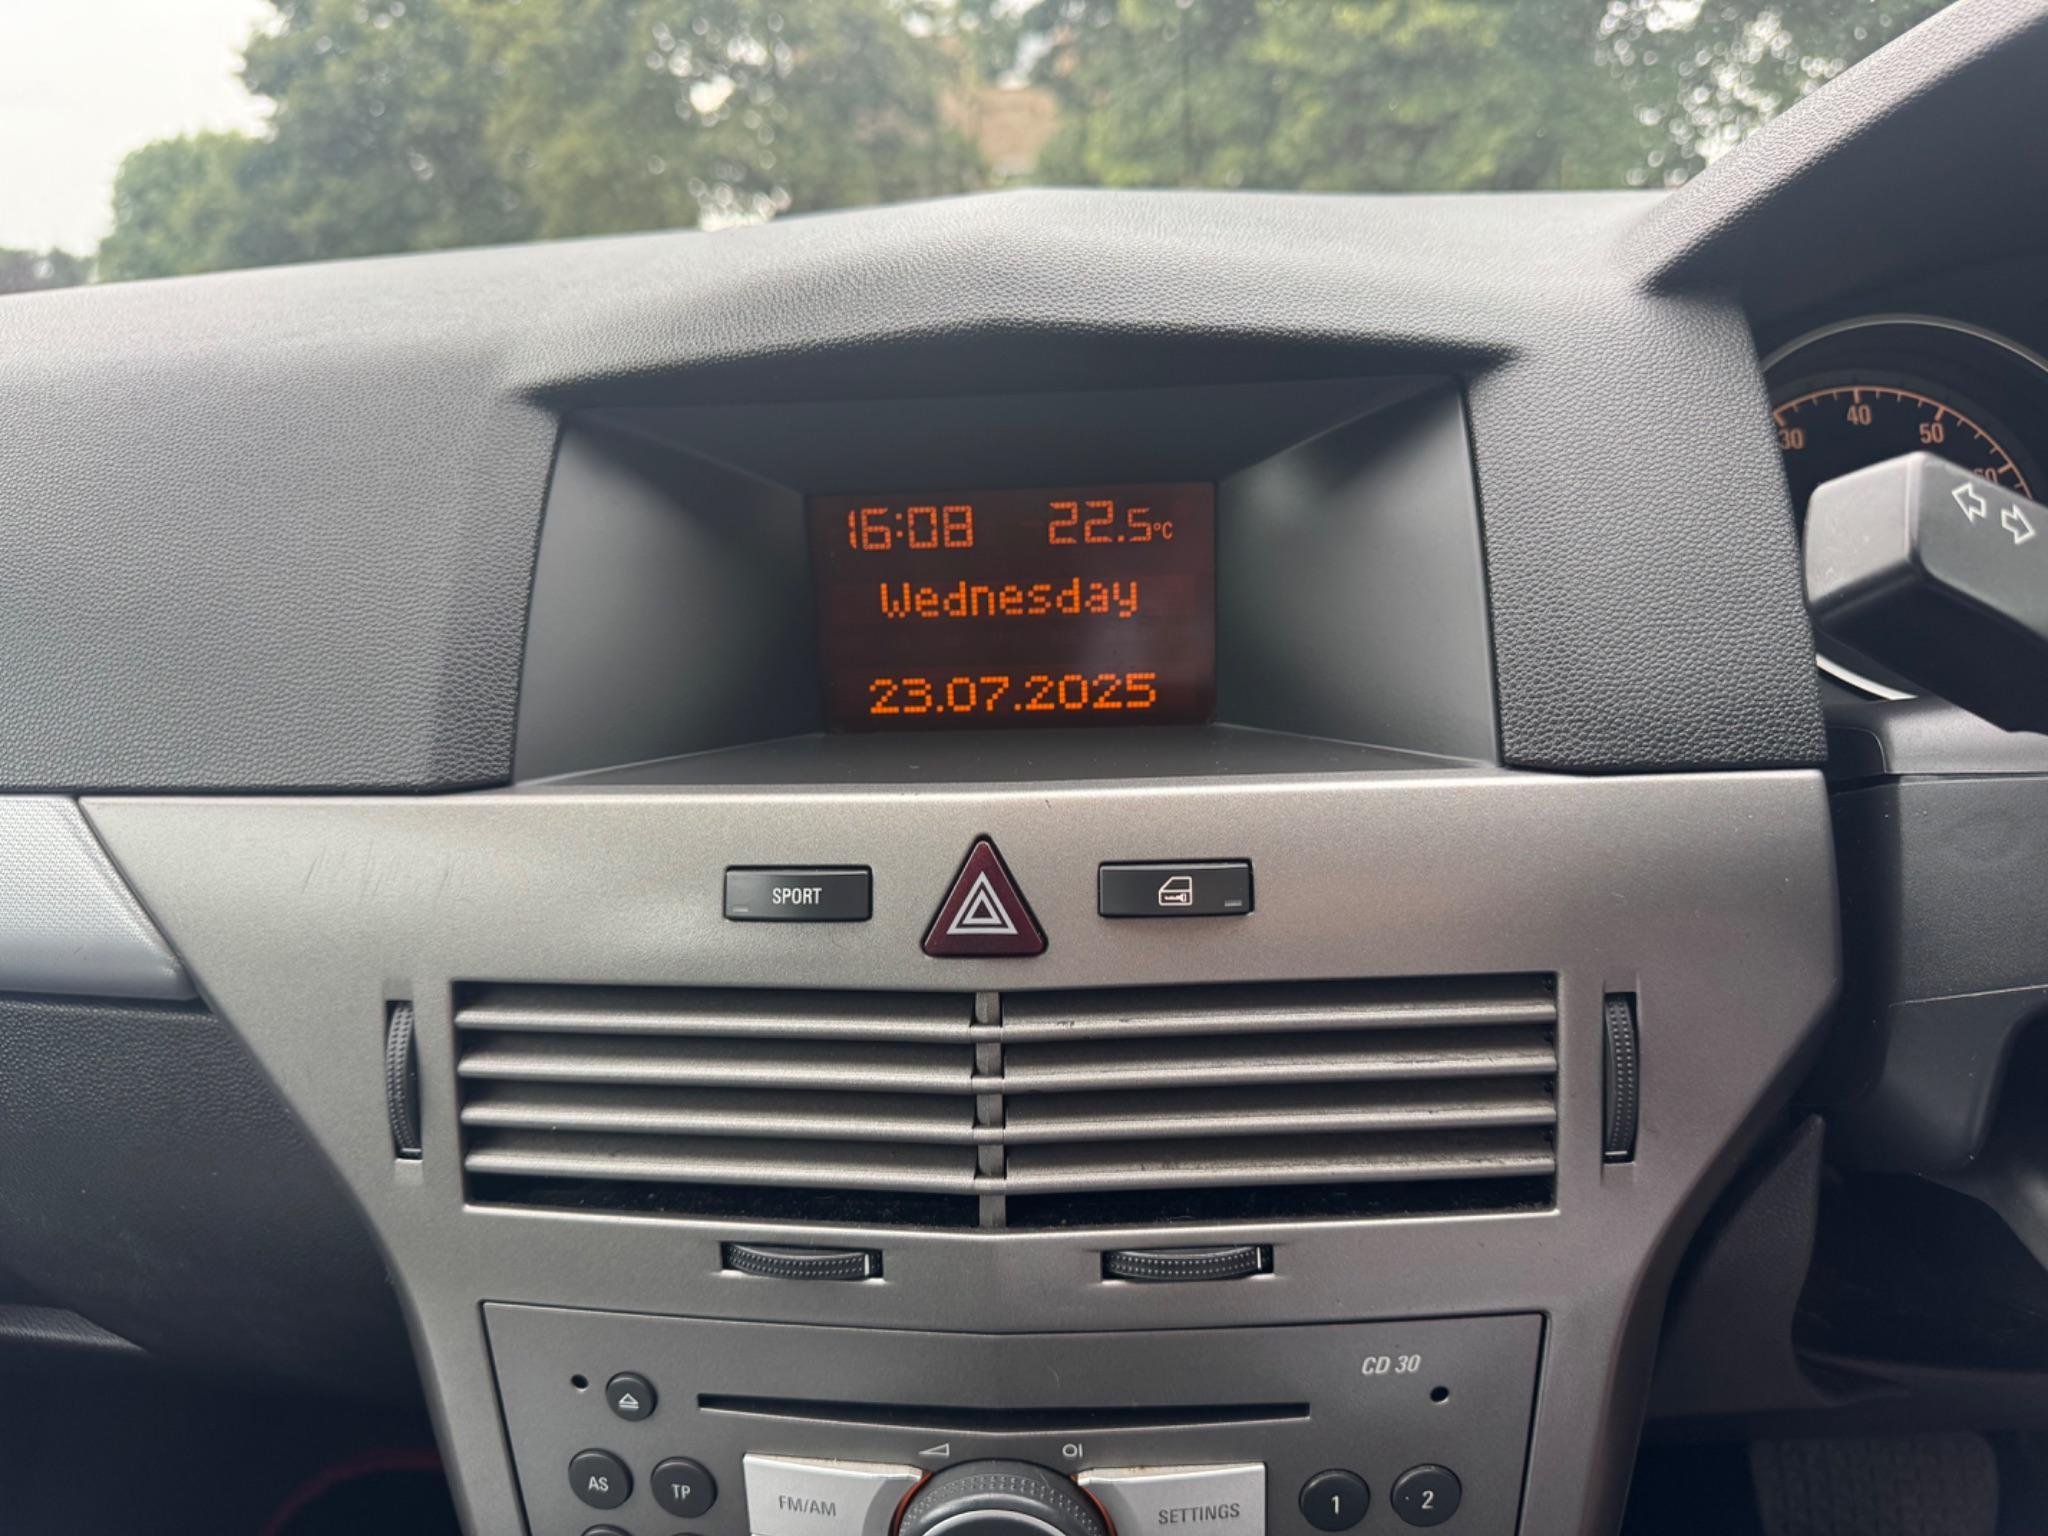 16:08 22.5°C
Wednesday
23.07.2025
30 40 50 60
SPORT
CD 30
AS TP FM/AM SETTINGS 1 2